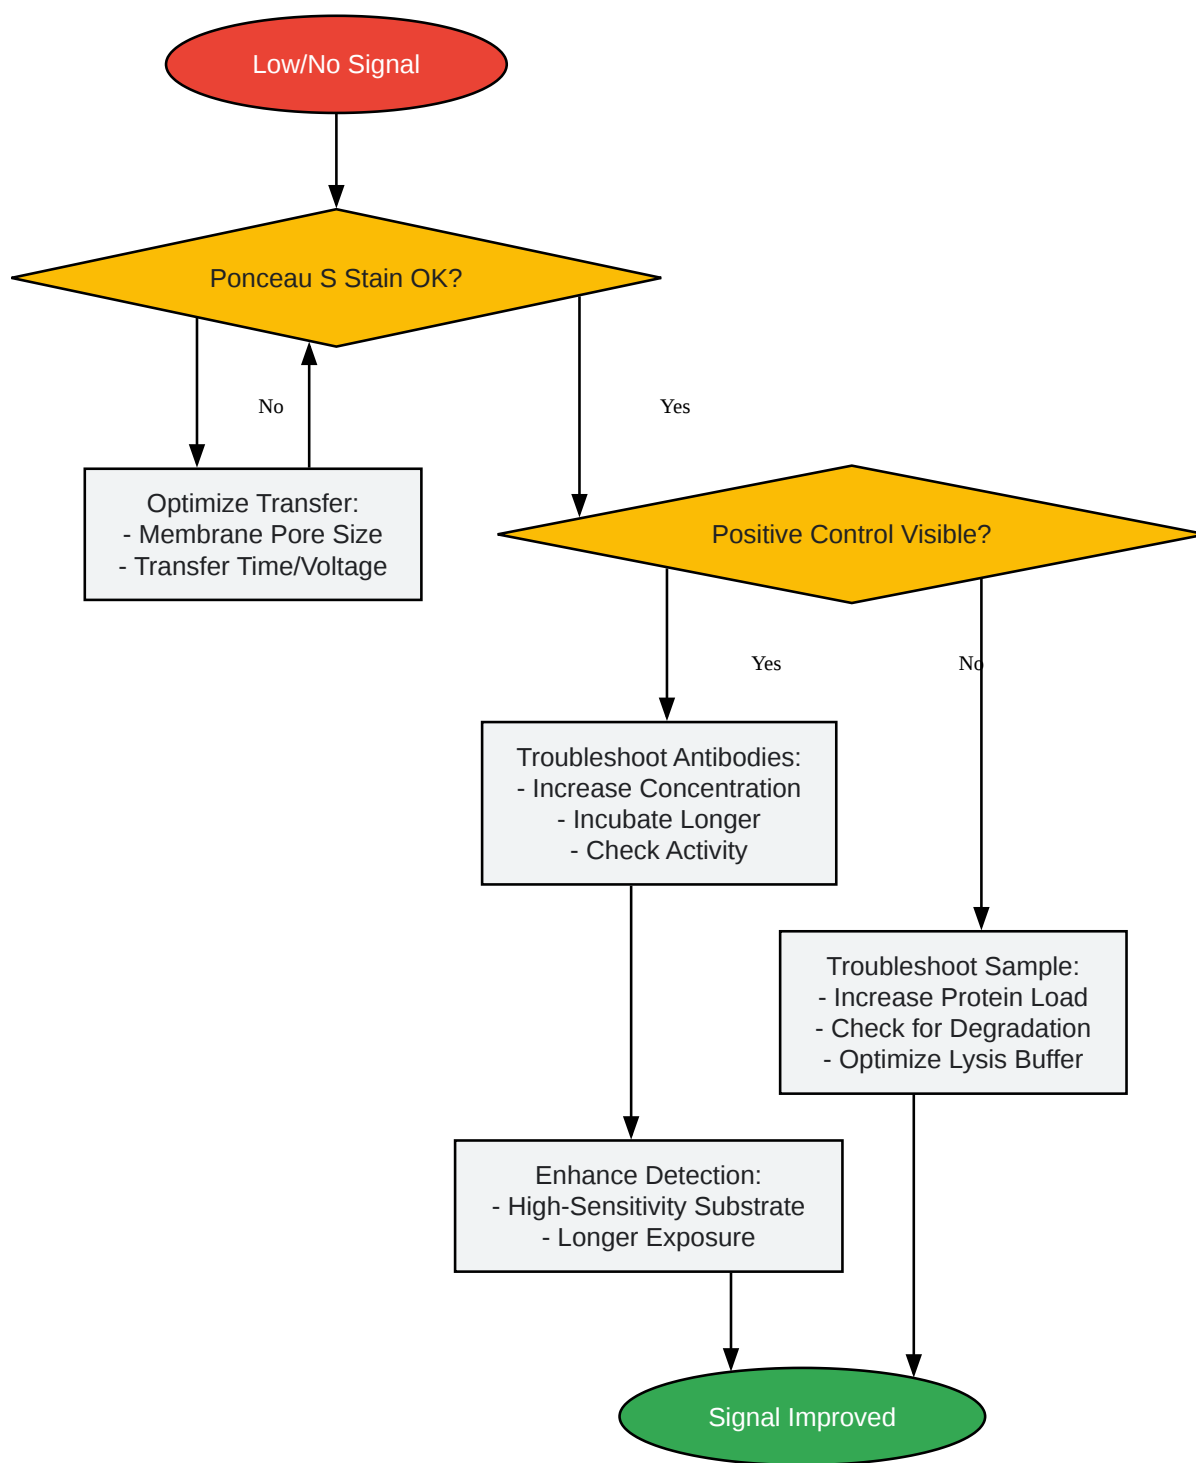 Low/No Signal
Ponceau S Stain OK?
No
Yes
Optimize Transfer:
- Membrane Pore Size
- Transfer Time/Voltage
Positive Control Visible?
Yes
No
Troubleshoot Antibodies:
- Increase Concentration
- Incubate Longer
- Check Activity
Troubleshoot Sample:
- Increase Protein Load
- Check for Degradation
- Optimize Lysis Buffer
Enhance Detection:
- High-Sensitivity Substrate
- Longer Exposure
Signal Improved